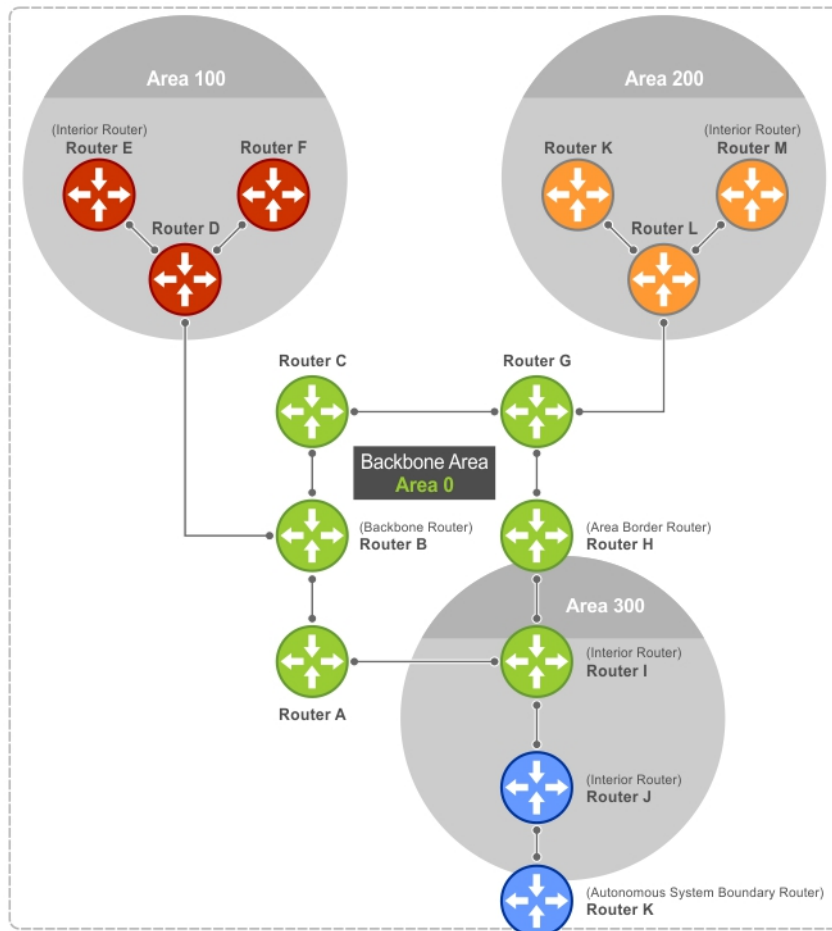 Area 100
Area 200
(Interior Router)
Router E
Router F
Router D
Router K
(Interior Router)
Router M
Router L
Router C
Router G
Backbone Area
Area 0
(Backbone Router)
Router B
(Area Border Router)
Router H
Area 300
(Interior Router)
Router I
Router A
(Interior Router)
Router J
(Autonomous System Boundary Router)
Router K